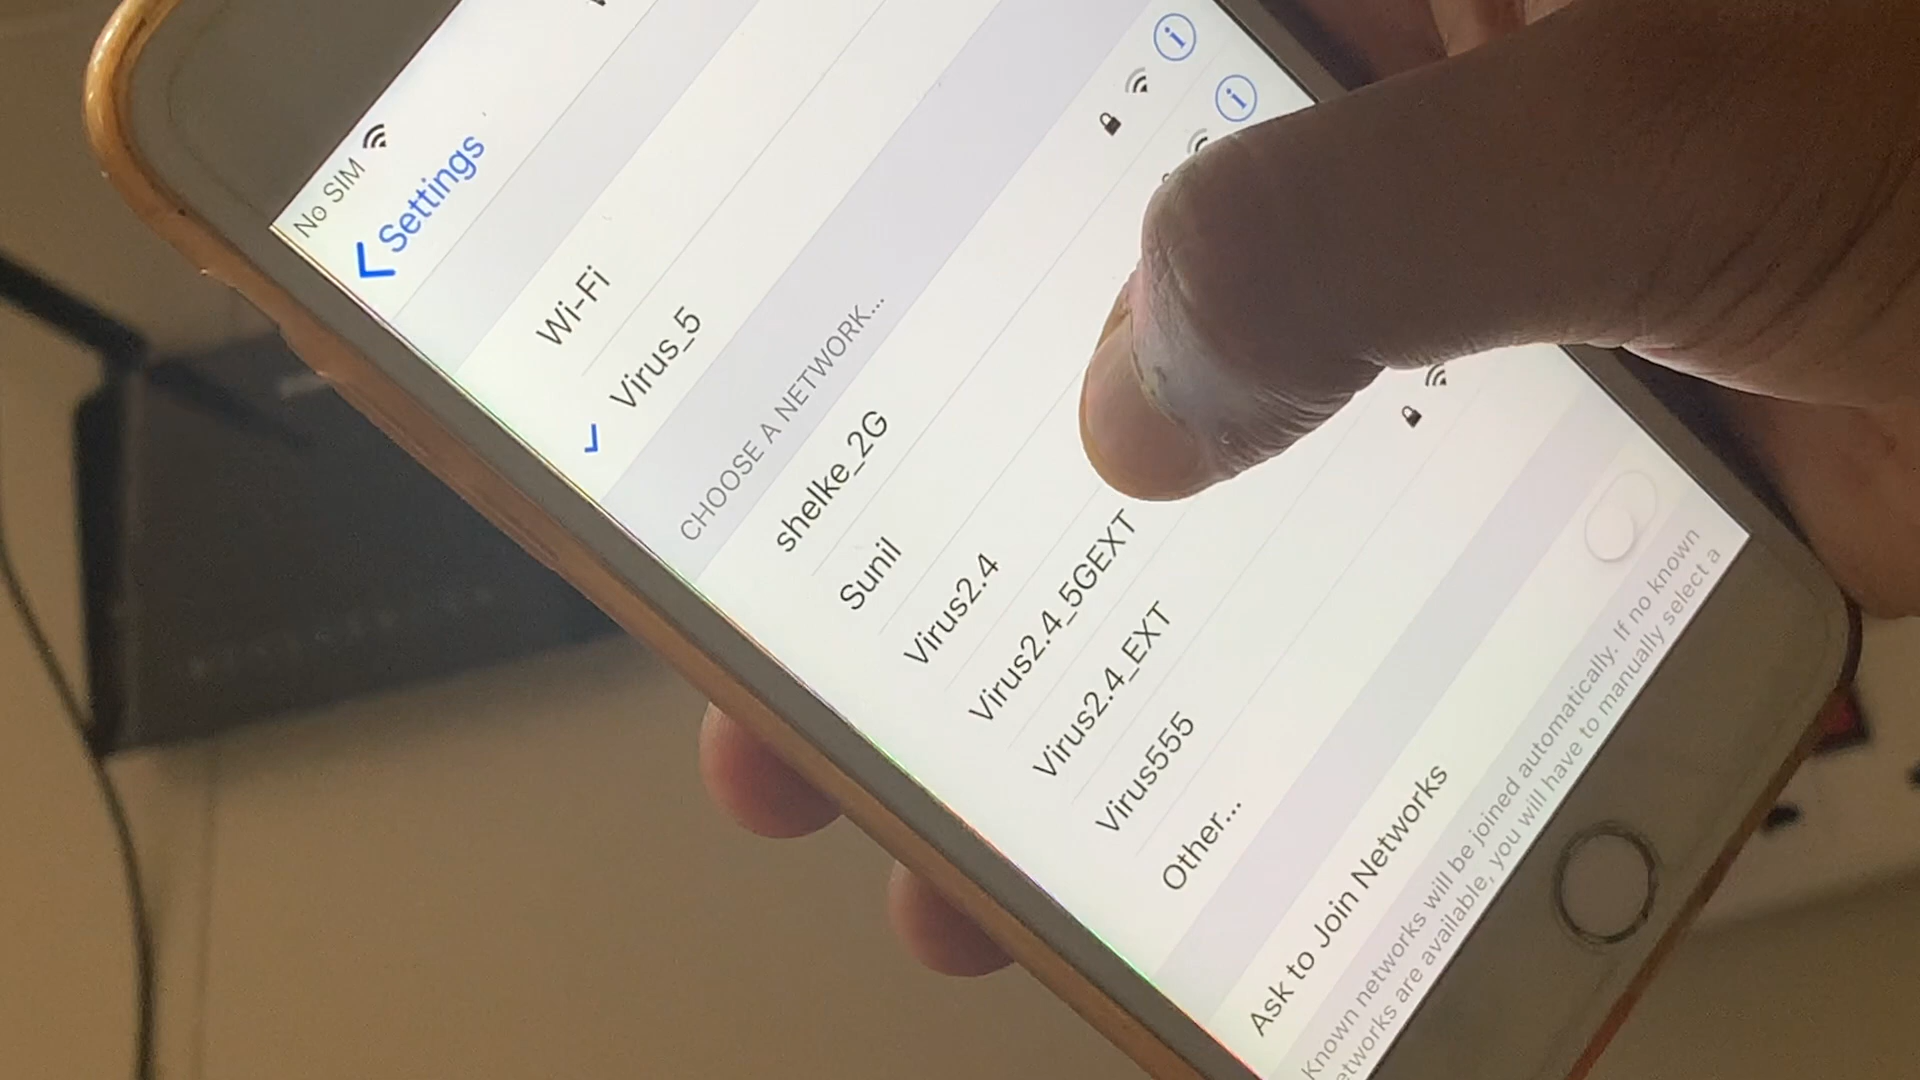 No SIM
Settings
Wi-Fi
Virus_5
CHOOSE A NETWORK...
shelke_2G
Sunil
Virus2.4
Virus2.4_5GEXT
Virus2.4_EXT
Virus555
Other...
Ask to Join Networks
Known networks will be joined automatically. If no known
networks are available, you will have to manually select a